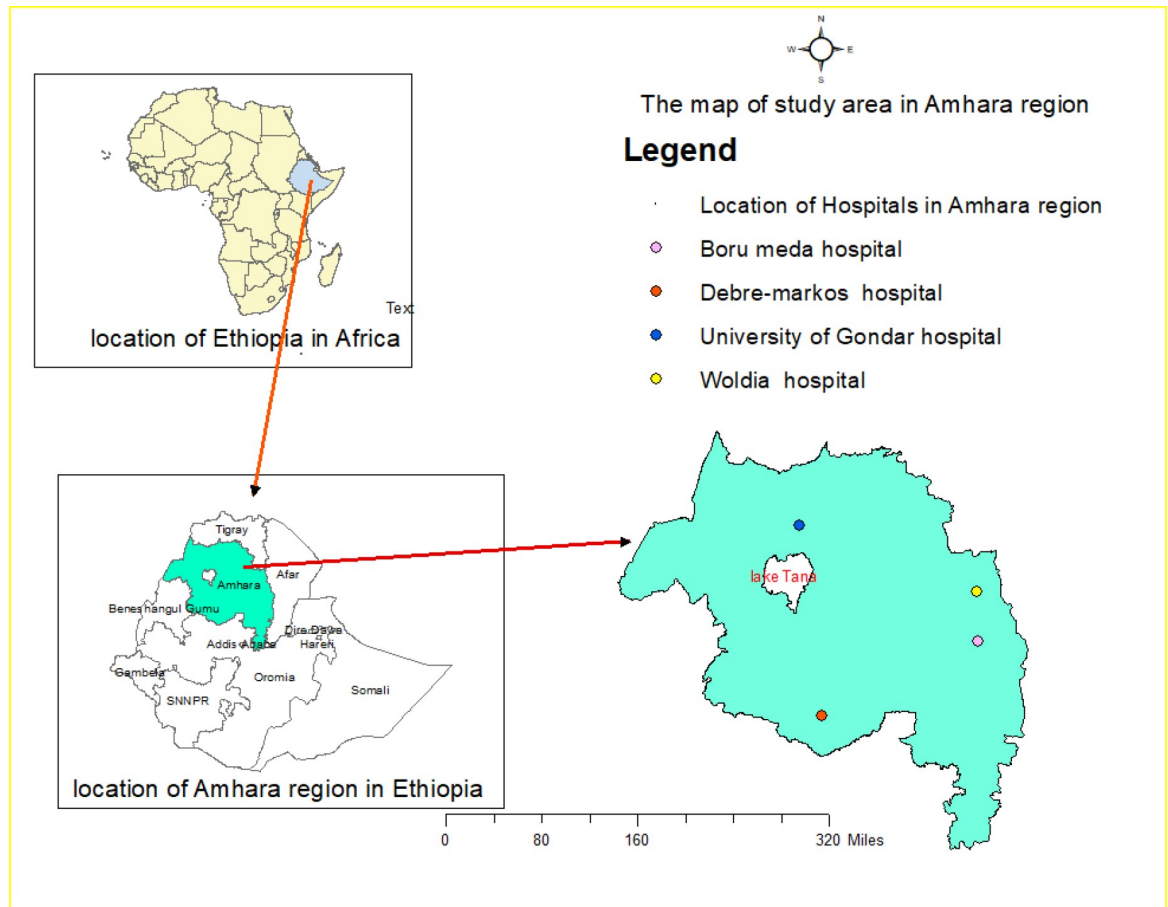 N
W E
S
The map of study area in Amhara region
Legend
Location of Hospitals in Amhara region
Boru meda hospital
Debre-markos hospital
University of Gondar hospital
Woldia hospital
Text
location of Ethiopia in Africa
Tigray
Afar
Amhara
Beneshangul Gumu
Dire Dawa
Addis Ababa
Hareri
Gambela
Oromia
SNNPR
Somali
location of Amhara region in Ethiopia
lake Tana
0 80 160 320 Miles